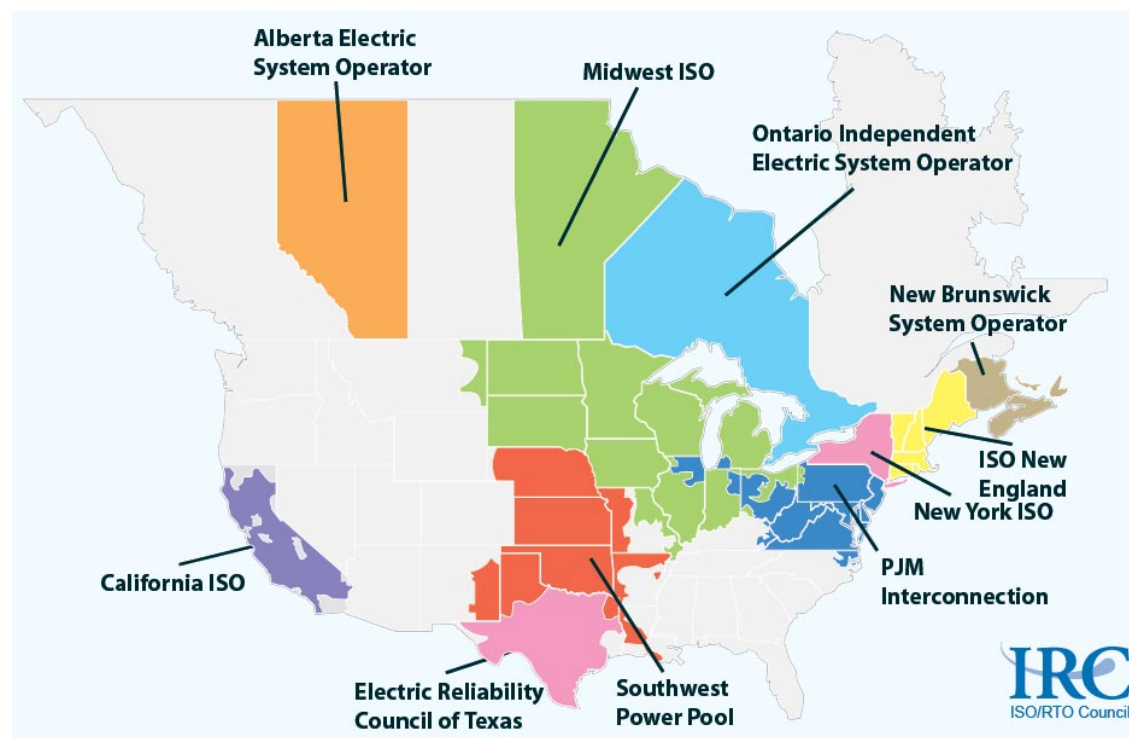 Alberta Electric
System Operator
Midwest ISO
Ontario Independent
Electric System Operator
New Brunswick
System Operator
ISO New
England
New York ISO
PJM
Interconnection
California ISO
Electric Reliability
Council of Texas
Southwest
Power Pool
IRC
ISO/RTO Council